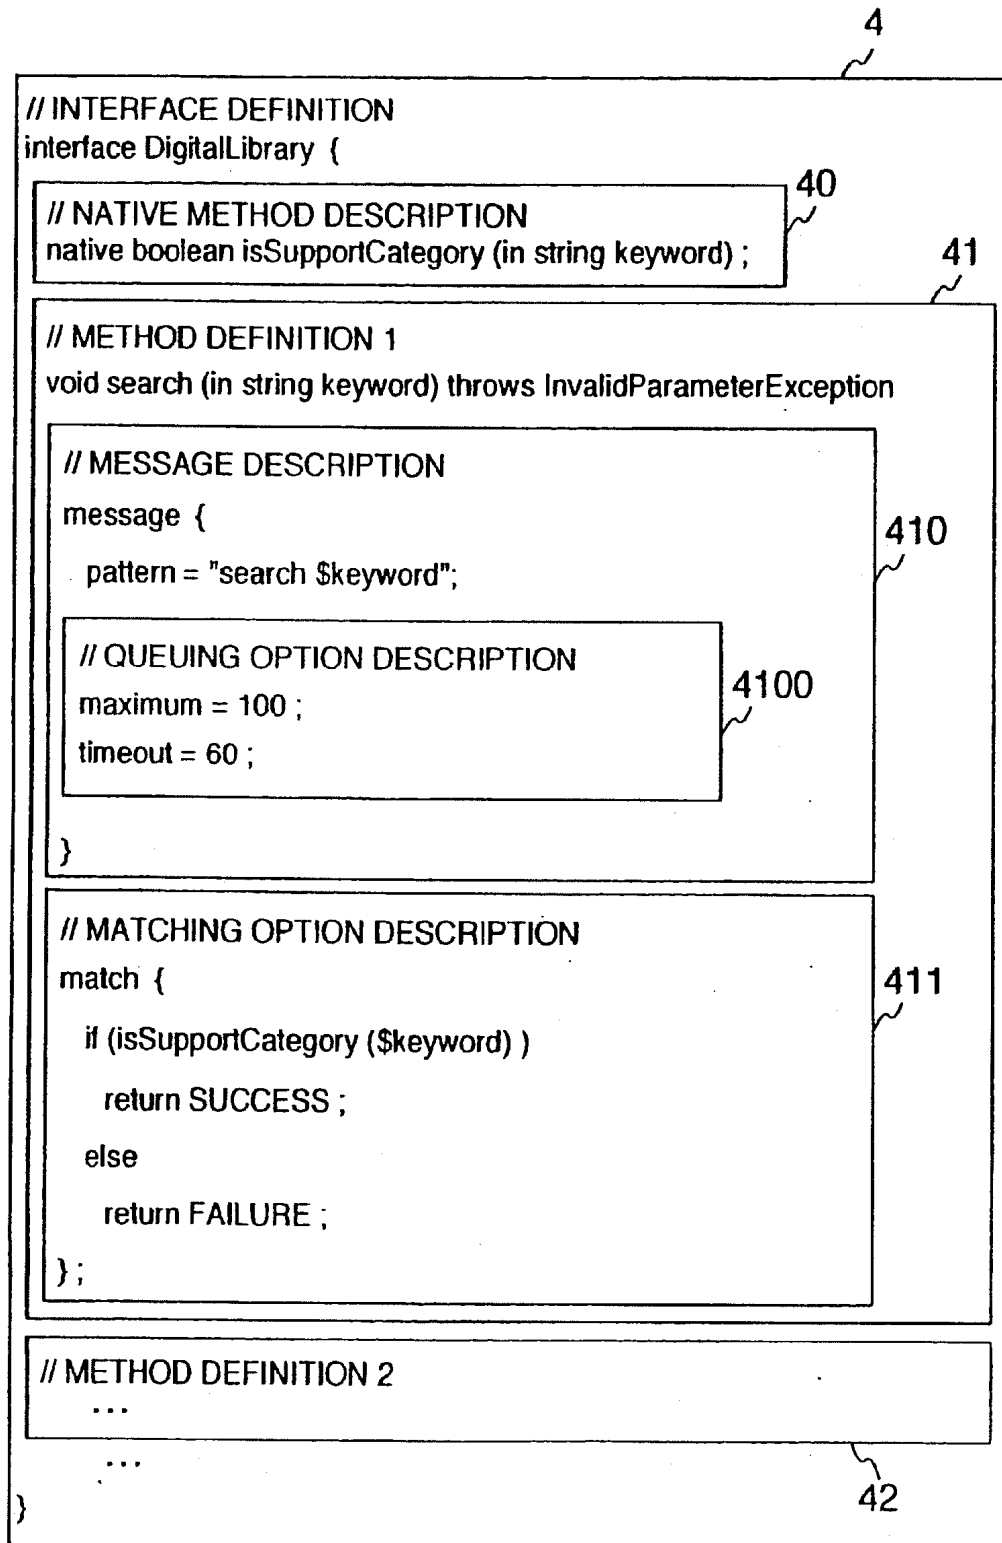 4
// INTERFACE DEFINITION
interface DigitalLibrary {
40
// NATIVE METHOD DESCRIPTION
native boolean isSupportCategory (in string keyword) ;
41
// METHOD DEFINITION 1
void search (in string keyword) throws InvalidParameterException
// MESSAGE DESCRIPTION
message {
410
pattern = "search $keyword";
// QUEUING OPTION DESCRIPTION
4100
maximum = 100 ;
timeout = 60 ;
}
// MATCHING OPTION DESCRIPTION
match {
411
if (isSupportCategory ($keyword) )
return SUCCESS ;
else
return FAILURE ;
} ;
// METHOD DEFINITION 2
...
...
42
}